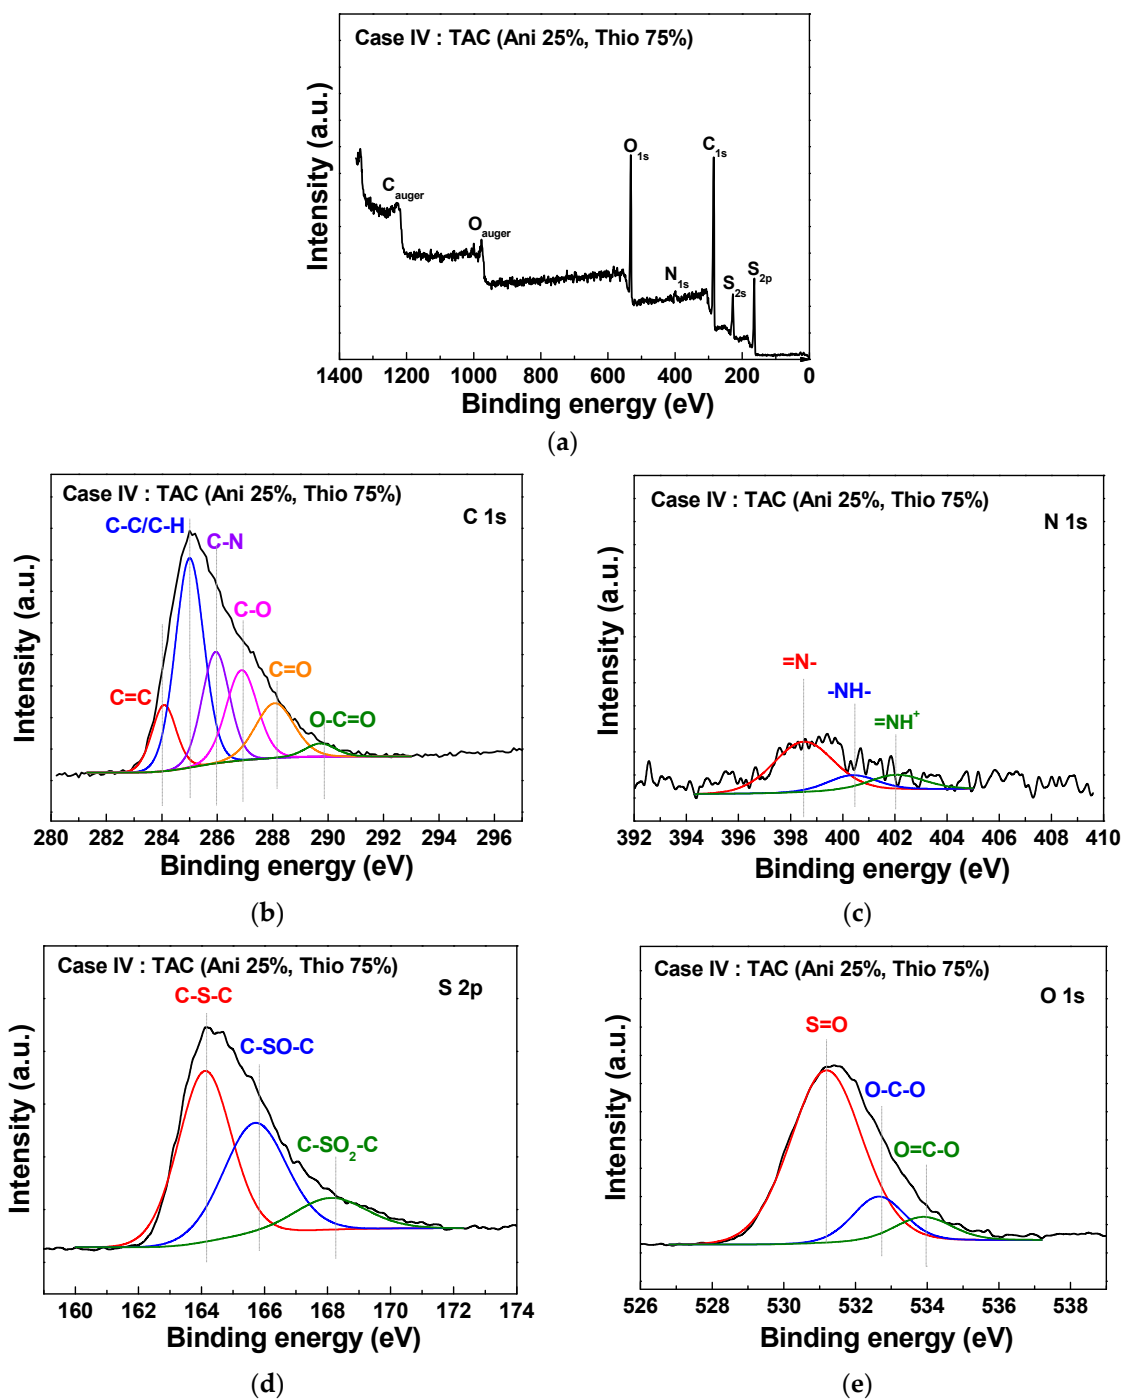 Case IV : TAC (Ani 25%, Thio 75%)
Intensity (a.u.)
C auger
O auger
O 1s
N 1s
C 1s
S 2s
S 2p
1400 1200 1000 800 600 400 200 0
Binding energy (eV)
(a)
Case IV : TAC (Ani 25%, Thio 75%)
C 1s
C-C/C-H
C-N
C-O
C=O
C=C
O-C=O
Intensity (a.u.)
280 282 284 286 288 290 292 294 296
Binding energy (eV)
(b)
Case IV : TAC (Ani 25%, Thio 75%)
N 1s
=N-
-NH-
=NH+
Intensity (a.u.)
392 394 396 398 400 402 404 406 408 410
Binding energy (eV)
(c)
Case IV : TAC (Ani 25%, Thio 75%)
S 2p
C-S-C
C-SO-C
C-SO2-C
Intensity (a.u.)
160 162 164 166 168 170 172 174
Binding energy (eV)
(d)
Case IV : TAC (Ani 25%, Thio 75%)
O 1s
S=O
O-C-O
O=C-O
Intensity (a.u.)
526 528 530 532 534 536 538
Binding energy (eV)
(e)